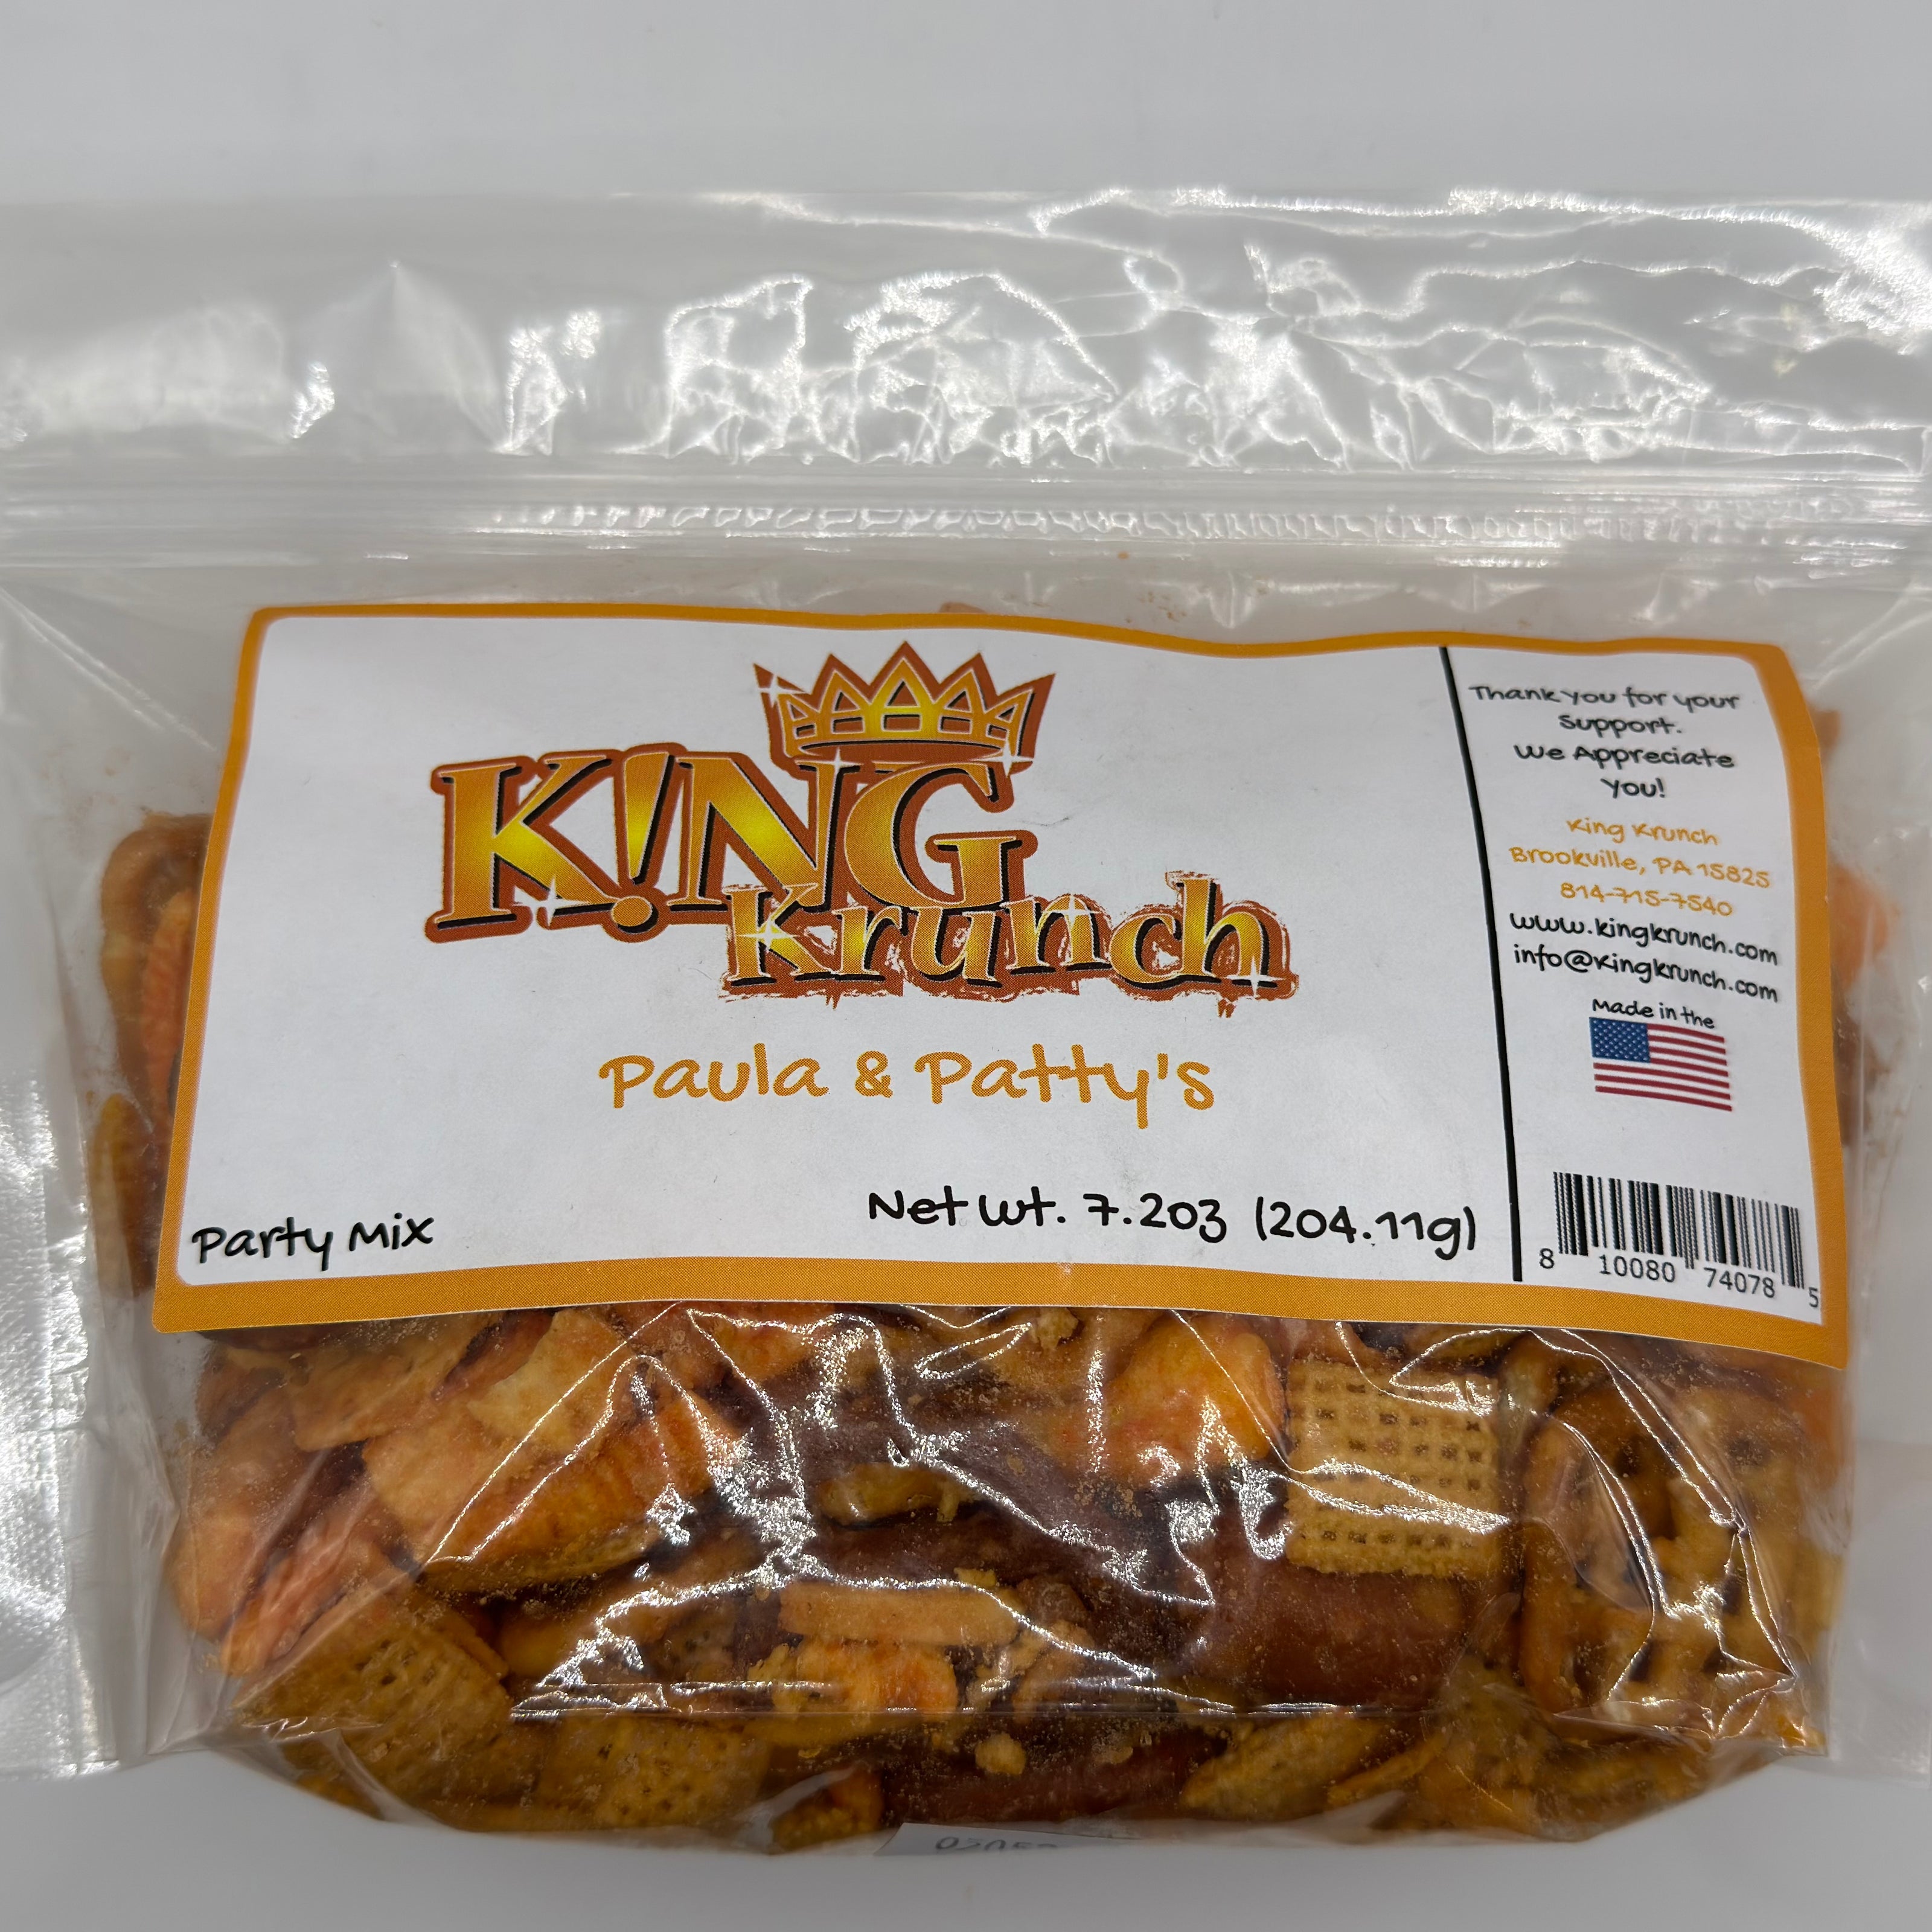 K!NG
Krunch
Paula & Patty's
Party Mix
Net wt. 7.2oz (204.11g)
Thank you for your
Support.
We Appreciate
You!
King Krunch
Brookville, PA 15825
814-715-7540
www.kingkrunch.com
info@kingkrunch.com
Made in the
8 10080 74078 5